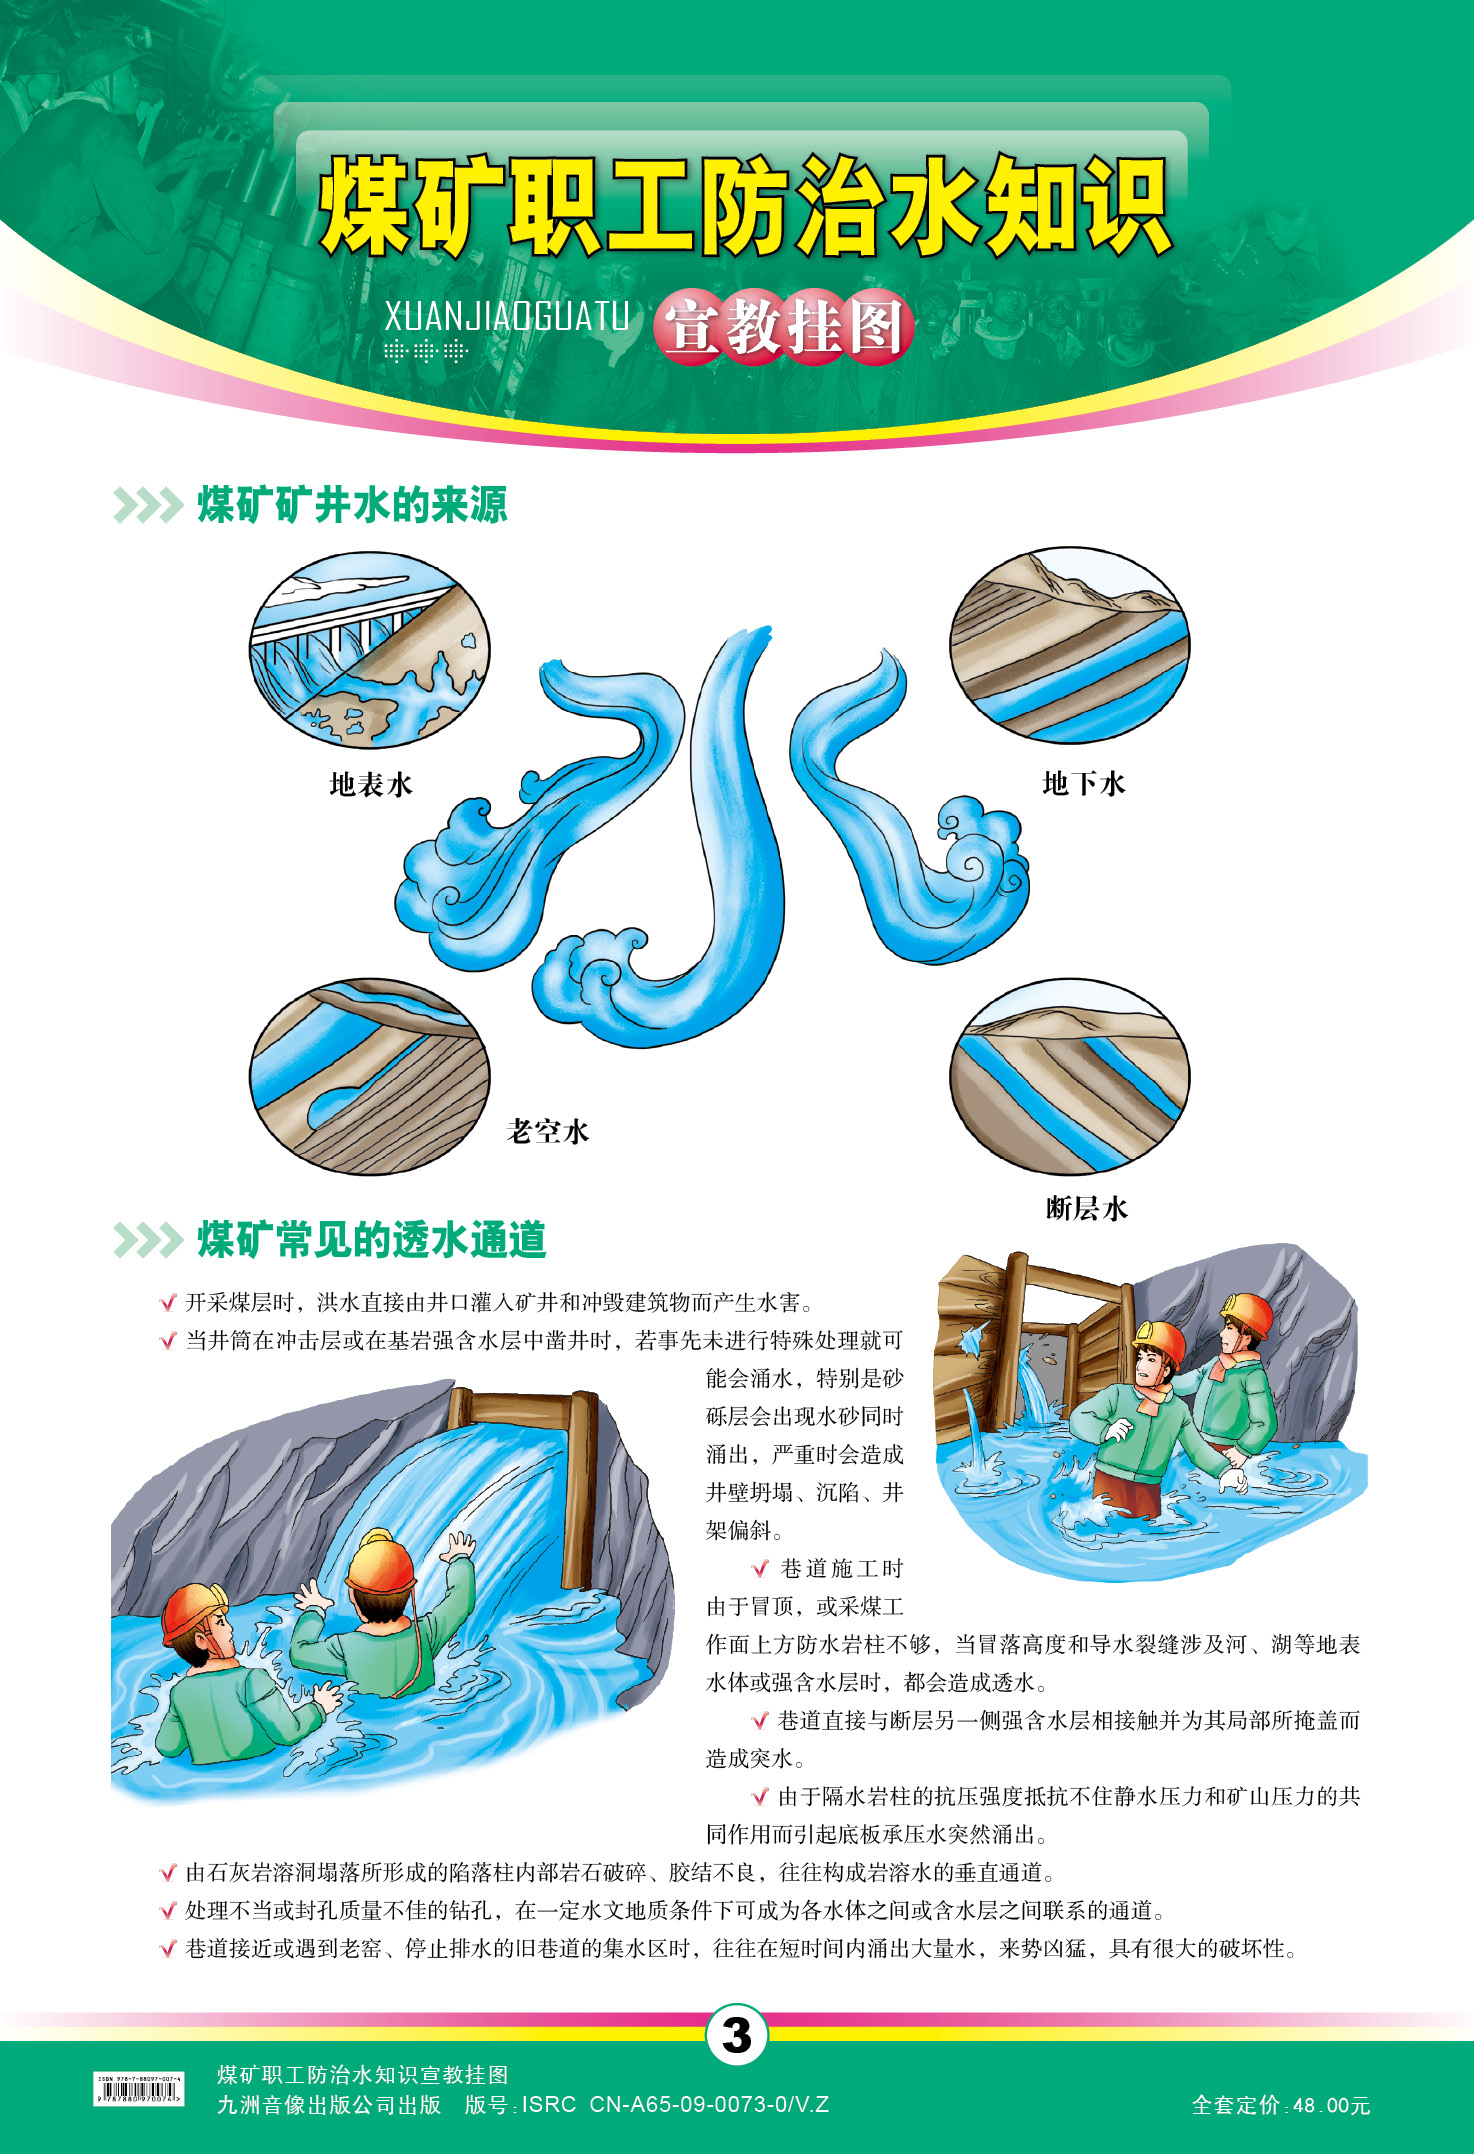 煤矿职工防治水知识
XUANJIAOGUATU 宣教挂图
煤矿矿井水的来源
地表水
地下水
老空水
断层水
煤矿常见的透水通道
开采煤层时，洪水直接由井口灌入矿井和冲毁建筑物而产生水害。
当井筒在冲击层或在基岩强含水层中凿井时，若事先未进行特殊处理就可
能会涌水，特别是砂
砾层会出现水砂同时
涌出，严重时会造成
井壁坍塌、沉陷、井
架偏斜。
巷道施工时
由于冒顶，或采煤工
作面上方防水岩柱不够，当冒落高度和导水裂缝涉及河、湖等地表
水体或强含水层时，都会造成透水。
巷道直接与断层另一侧强含水层相接触并为其局部所掩盖而
造成突水。
由于隔水岩柱的抗压强度抵抗不住静水压力和矿山压力的共
同作用而引起底板承压水突然涌出。
由石灰岩溶洞塌落所形成的陷落柱内部岩石破碎、胶结不良，往往构成岩溶水的垂直通道。
处理不当或封孔质量不佳的钻孔，在一定水文地质条件下可成为各水体之间或含水层之间联系的通道。
巷道接近或遇到老窑、停止排水的旧巷道的集水区时，往往在短时间内涌出大量水，来势凶猛，具有很大的破坏性。
3
ISBN 978-7-88097-007-4
9 787880 970074 >
煤矿职工防治水知识宣教挂图
九洲音像出版公司出版 版号:ISRC CN-A65-09-0073-0/V.Z
全套定价:48.00元